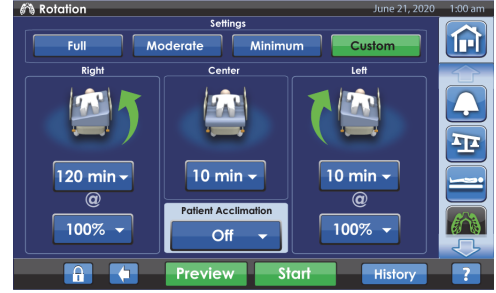 Rotation June 21, 2020 1:00 am
Settings
Full Moderate Minimum Custom
Right Center Left
120 min 10 min 10 min
@ @
100% 100%
Patient Acclimation
Off
Preview Start History ?